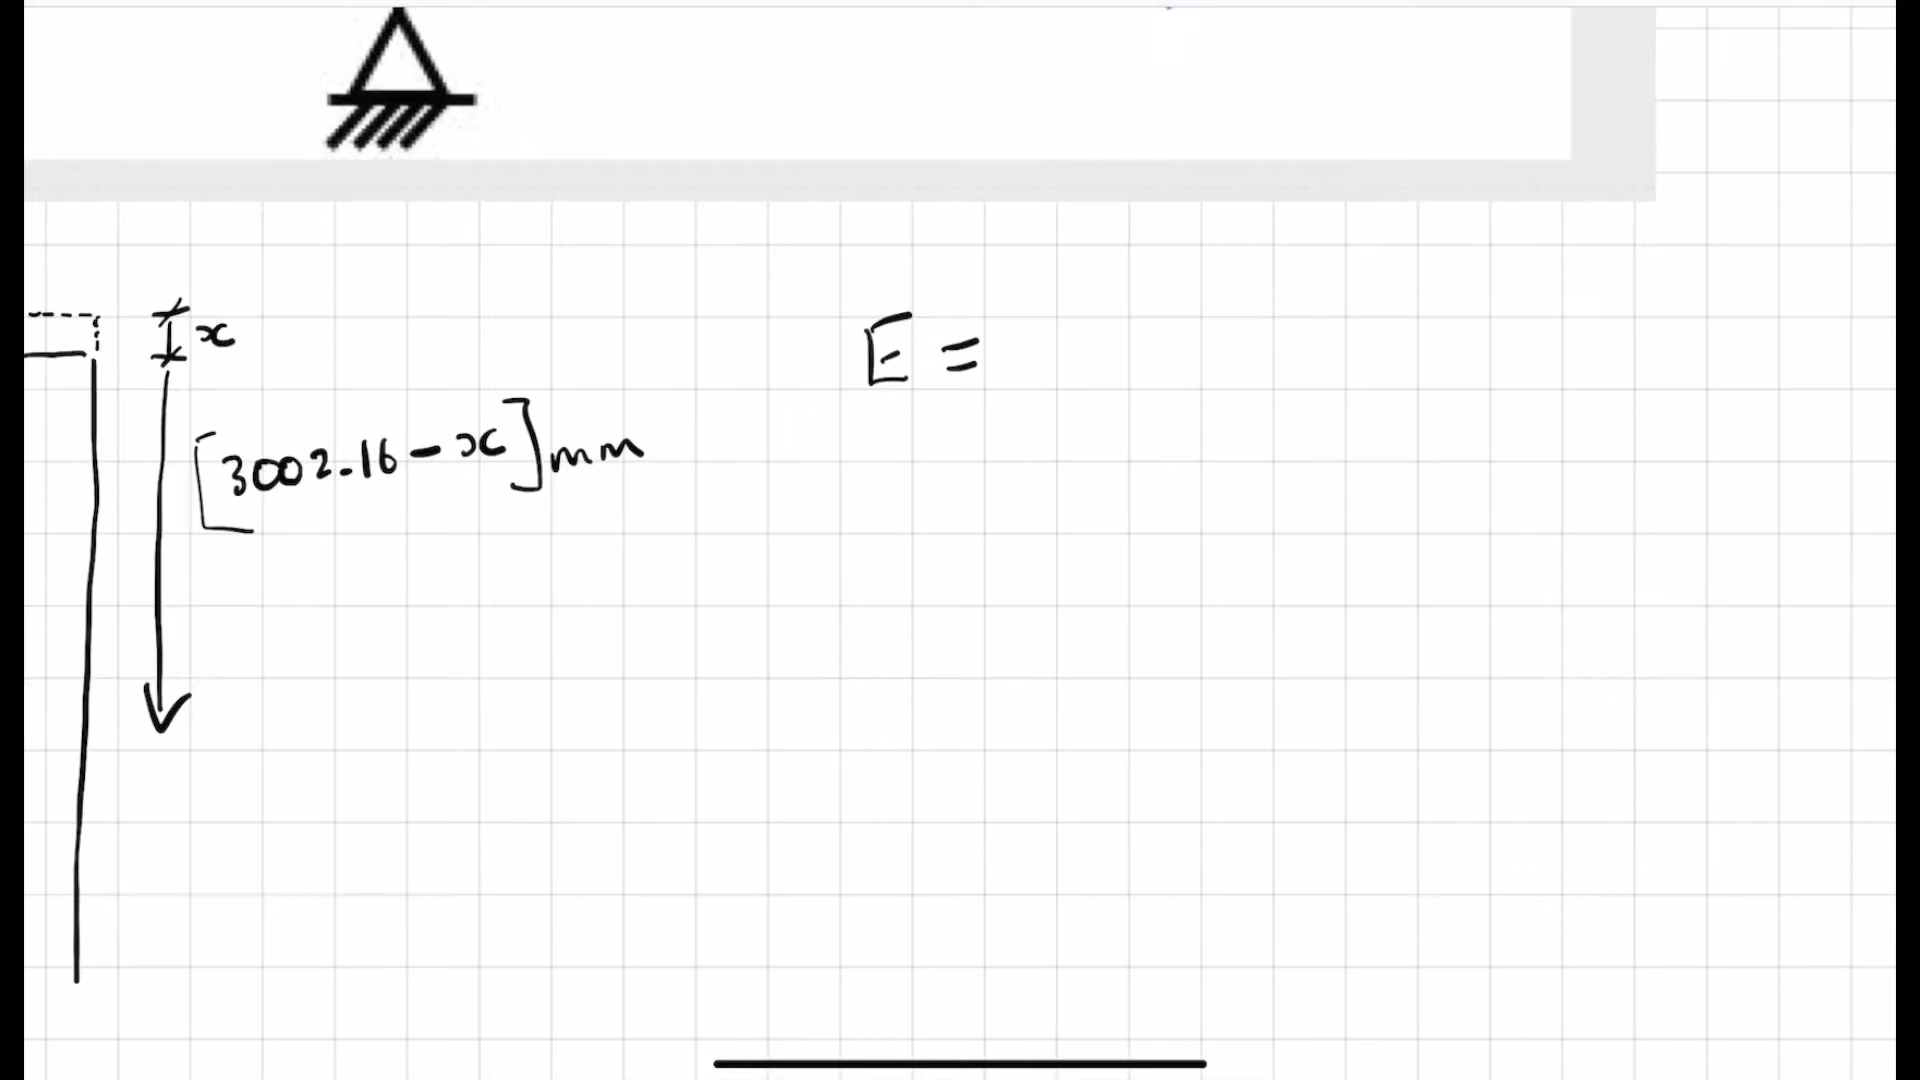 x
E =
[3002.16 - x] mm